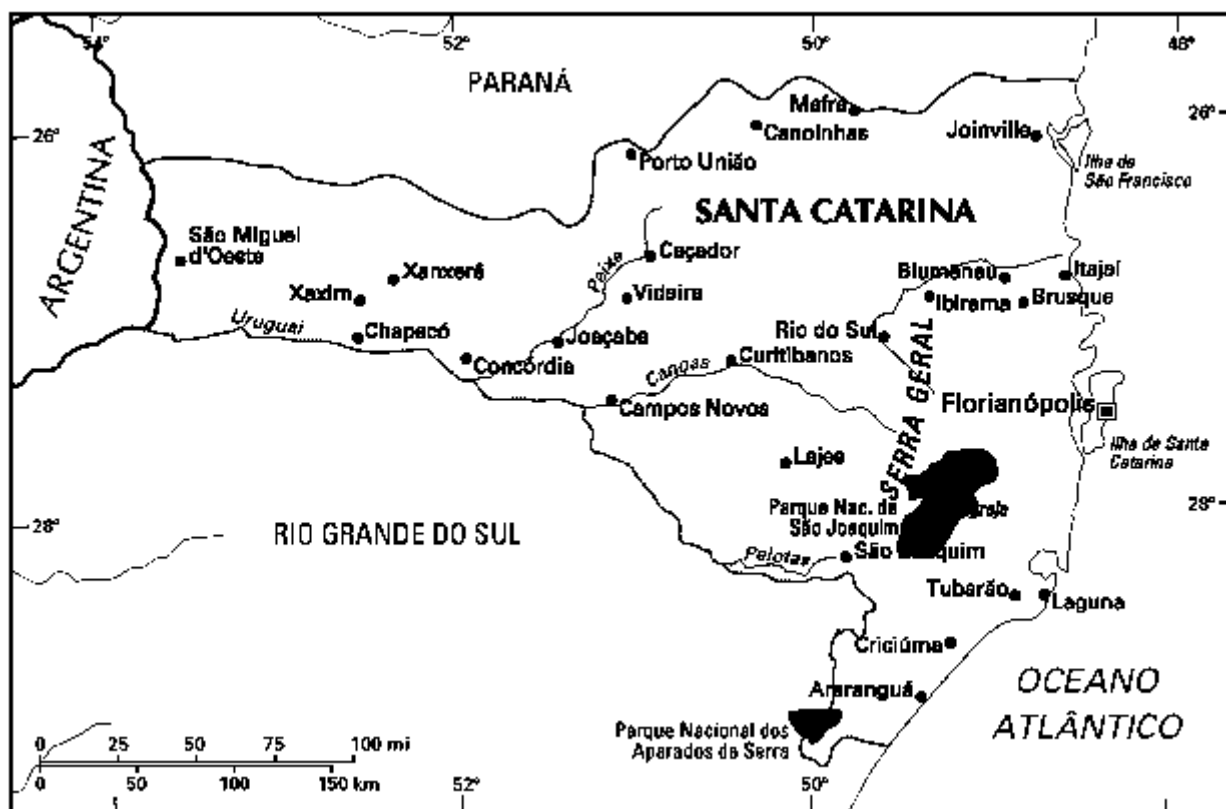 54°
52°
50°
48°
PARANÁ
26°
26°
Mafra
Canoinhas
Joinville
Porto União
Ilha de
São Francisco
ARGENTINA
SANTA CATARINA
São Miguel
d'Oeste
Caçador
Xanxerê
Peixe
Blumenau
Itajaí
Xaxim
Videira
Ibirama
Brusque
Uruguai
Chapecó
Joaçaba
Rio do Sul
Concórdia
Curitibanos
Canoas
SERRA GERAL
Campos Novos
Florianópolis
Ilha de Santa
Catarina
Lajes
28°
28°
Parque Nac. de
São Joaquim
RIO GRANDE DO SUL
Pelotas
São
Tubarão
Laguna
Criciúma
Araranguá
OCEANO
ATLÂNTICO
Parque Nacional dos
Aparados da Serra
0 25 50 75 100 mi
0 50 100 150 km
52°
50°